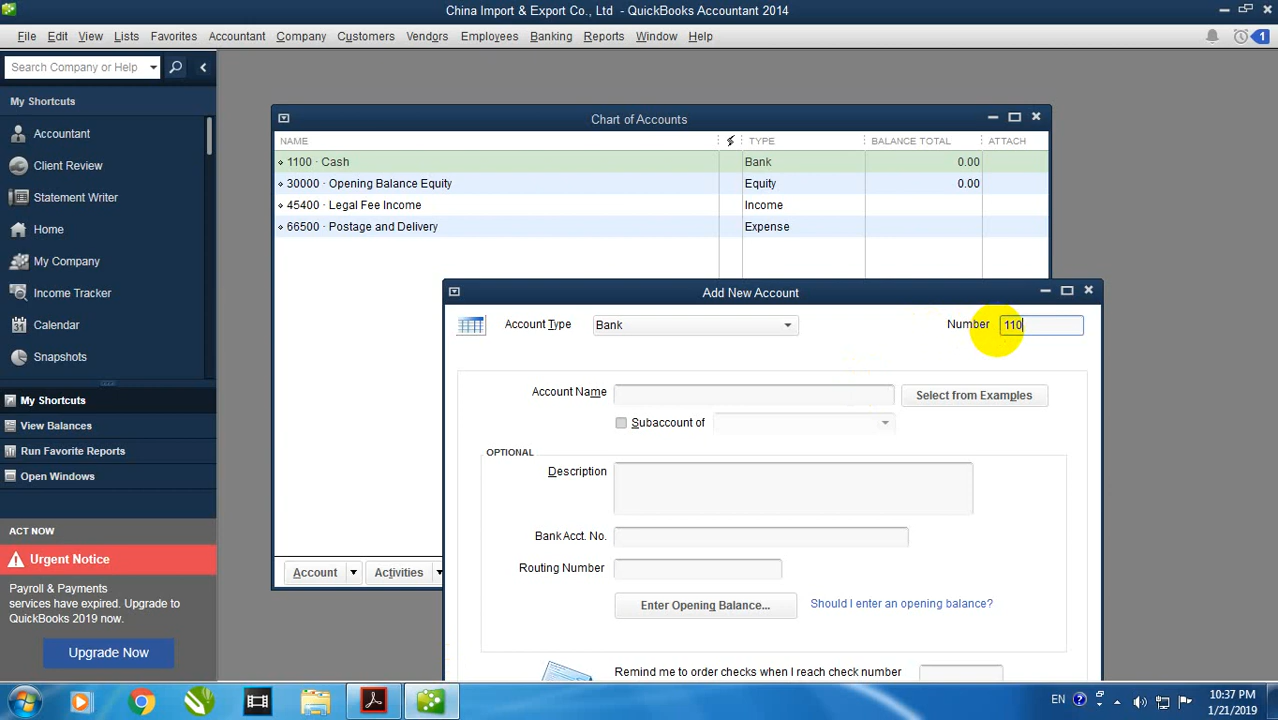 China Import & Export Co., Ltd - QuickBooks Accountant 2014
File Edit View Lists Favorites Accountant Company Customers Vendors Employees Banking Reports Window Help
1
Search Company or Help
My Shortcuts
Accountant
Client Review
Statement Writer
Home
My Company
Income Tracker
Calendar
Snapshots
My Shortcuts
View Balances
Run Favorite Reports
Open Windows
ACT NOW
Urgent Notice
Payroll & Payments
services have expired. Upgrade to
QuickBooks 2019 now.
Upgrade Now
Chart of Accounts
NAME TYPE BALANCE TOTAL ATTACH
1100 · Cash Bank 0.00
30000 · Opening Balance Equity Equity 0.00
45400 · Legal Fee Income Income
66500 · Postage and Delivery Expense
Account Activities
Add New Account
Account Type Bank Number 110
Account Name Select from Examples
Subaccount of
OPTIONAL
Description
Bank Acct. No.
Routing Number
Enter Opening Balance... Should I enter an opening balance?
Remind me to order checks when I reach check number
EN 10:37 PM
1/21/2019